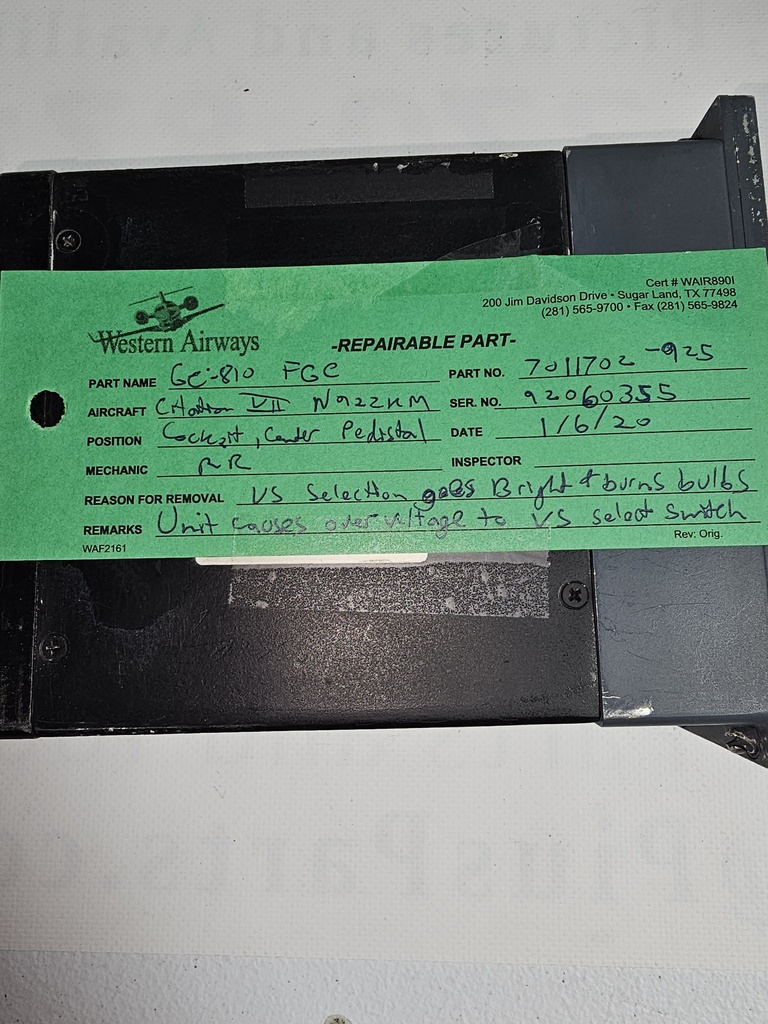 Cert # WAIR890I
200 Jim Davidson Drive • Sugar Land, TX 77498
(281) 565-9700 • Fax (281) 565-9824
Western Airways
-REPAIRABLE PART-
PART NAME GC-810 FGC PART NO. 7011702-925
AIRCRAFT Citation VII N922KM SER. NO. 92060355
POSITION Cockpit, Center Pedistal DATE 1/6/20
MECHANIC RR INSPECTOR
REASON FOR REMOVAL VS Selection goes Bright & burns bulbs
REMARKS Unit causes over voltage to VS select switch
WAF2161 Rev: Orig.